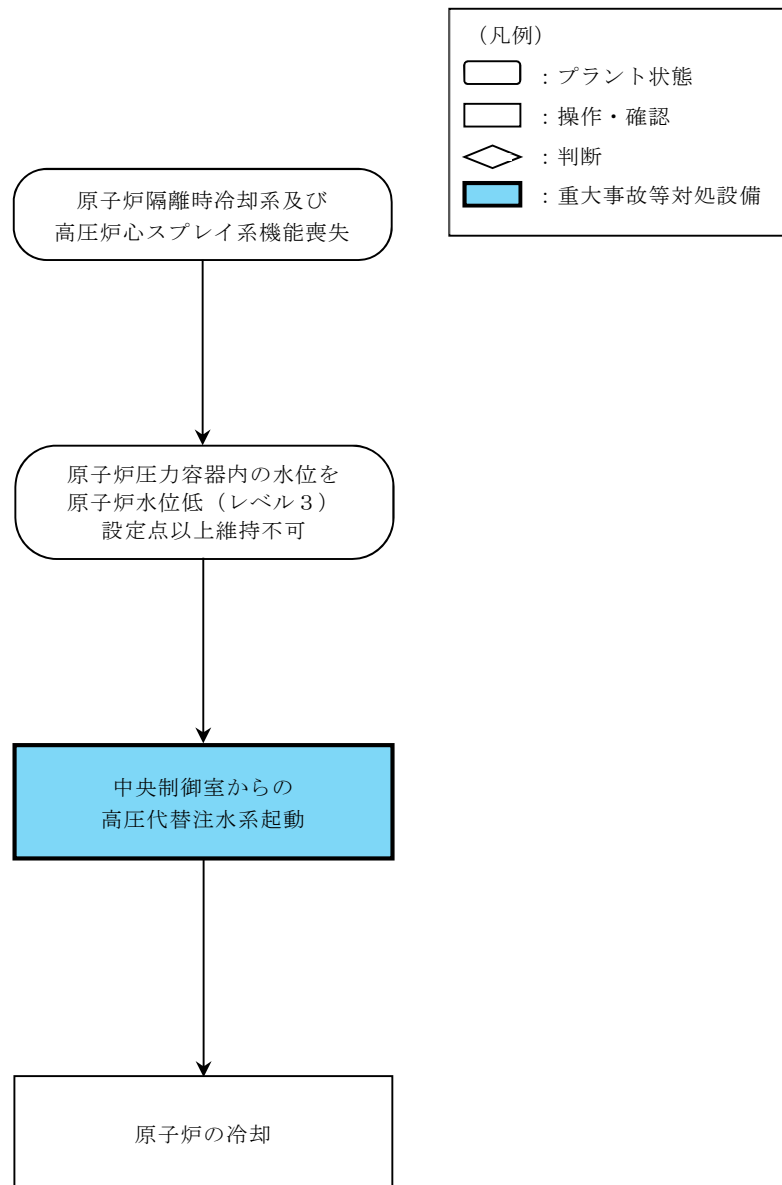 （凡例）
：プラント状態
：操作・確認
：判断
：重大事故等対処設備
原子炉隔離時冷却系及び
高圧炉心スプレイ系機能喪失
原子炉圧力容器内の水位を
原子炉水位低（レベル３）
設定点以上維持不可
中央制御室からの
高圧代替注水系起動
原子炉の冷却